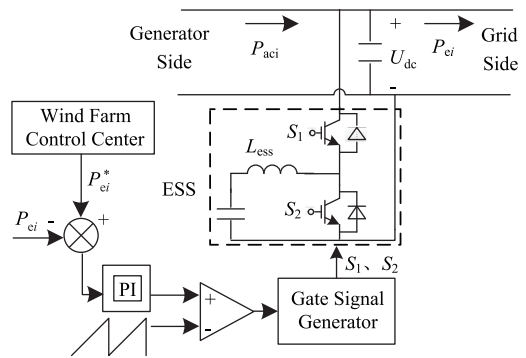 Generator
Side
P_aci
+
U_dc
-
P_ei
Grid
Side
Wind Farm
Control Center
P*_ei
P_ei
-
+
ESS
L_ess
S_1
S_2
PI
+
-
S_1、S_2
Gate Signal
Generator